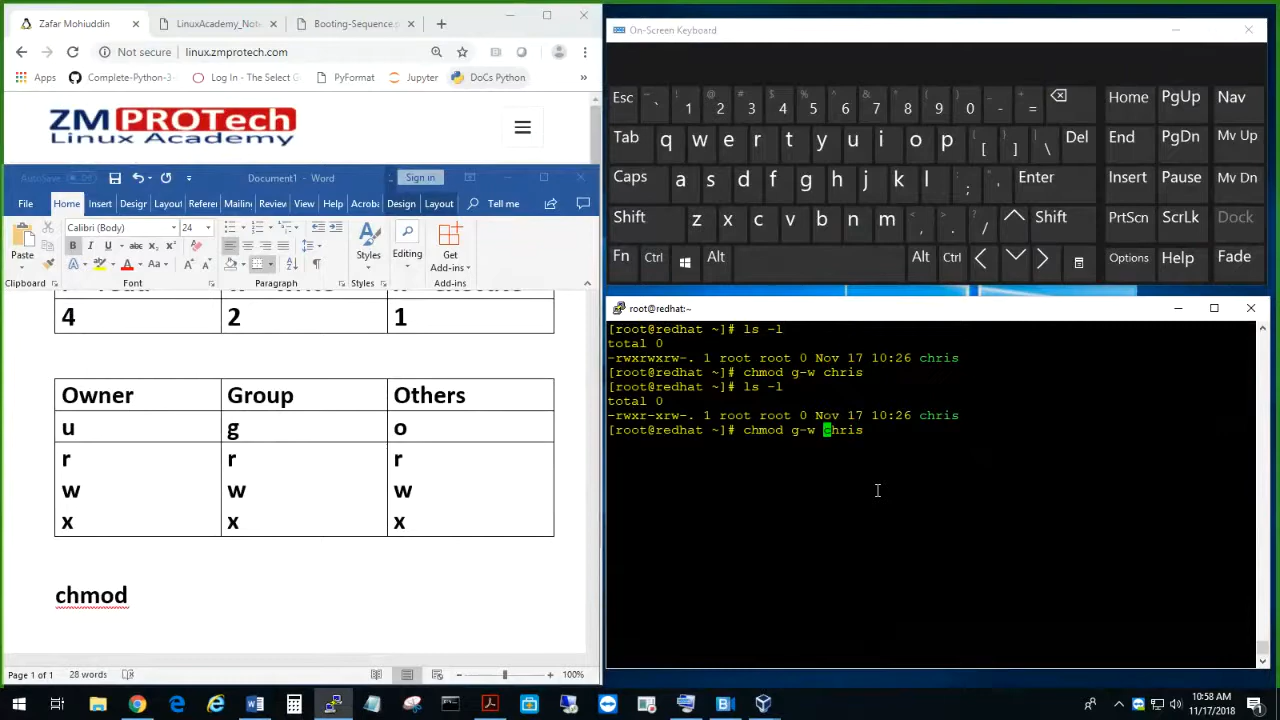 Zafar Mohiuddin
LinuxAcademy_Not
Booting-Sequence.p
Not secure
linux.zmprotech.com
Apps
Complete-Python-3-
Log In - The Select G
PyFormat
Jupyter
DoCs Python
»
ZM PROTech
Linux Academy
AutoSave
Off
Document1 - Word
Sign in
File
Home
Insert
Design
Layout
Refere
Mailin
Review
View
Help
Acroba
Design
Layout
Tell me
Calibri (Body)
24
Paste
Styles
Editing
Get
Add-ins
Clipboard
Font
Paragraph
Styles
Add-ins
4 2 1
Owner Group Others
u g o
r r r
w w w
x x x
chmod
Page 1 of 1
28 words
100%
On-Screen Keyboard
Esc ~ ` ! 1 @ 2 # 3 $ 4 % 5 ^ 6 & 7 * 8 ( 9 ) 0 _ - + = Home PgUp Nav
Tab q w e r t y u i o p { [ } ] | \ Del End PgDn Mv Up
Caps a s d f g h j k l : ; " ' Enter Insert Pause Mv Dn
Shift z x c v b n m < , > . ? / Shift PrtScn ScrLk Dock
Fn Ctrl Alt Alt Ctrl Options Help Fade
root@redhat:~
[root@redhat ~]# ls -l
total 0
-rwxrwxrw-. 1 root root 0 Nov 17 10:26 chris
[root@redhat ~]# chmod g-w chris
[root@redhat ~]# ls -l
total 0
-rwxr-xrw-. 1 root root 0 Nov 17 10:26 chris
[root@redhat ~]# chmod g-w chris
10:58 AM
11/17/2018